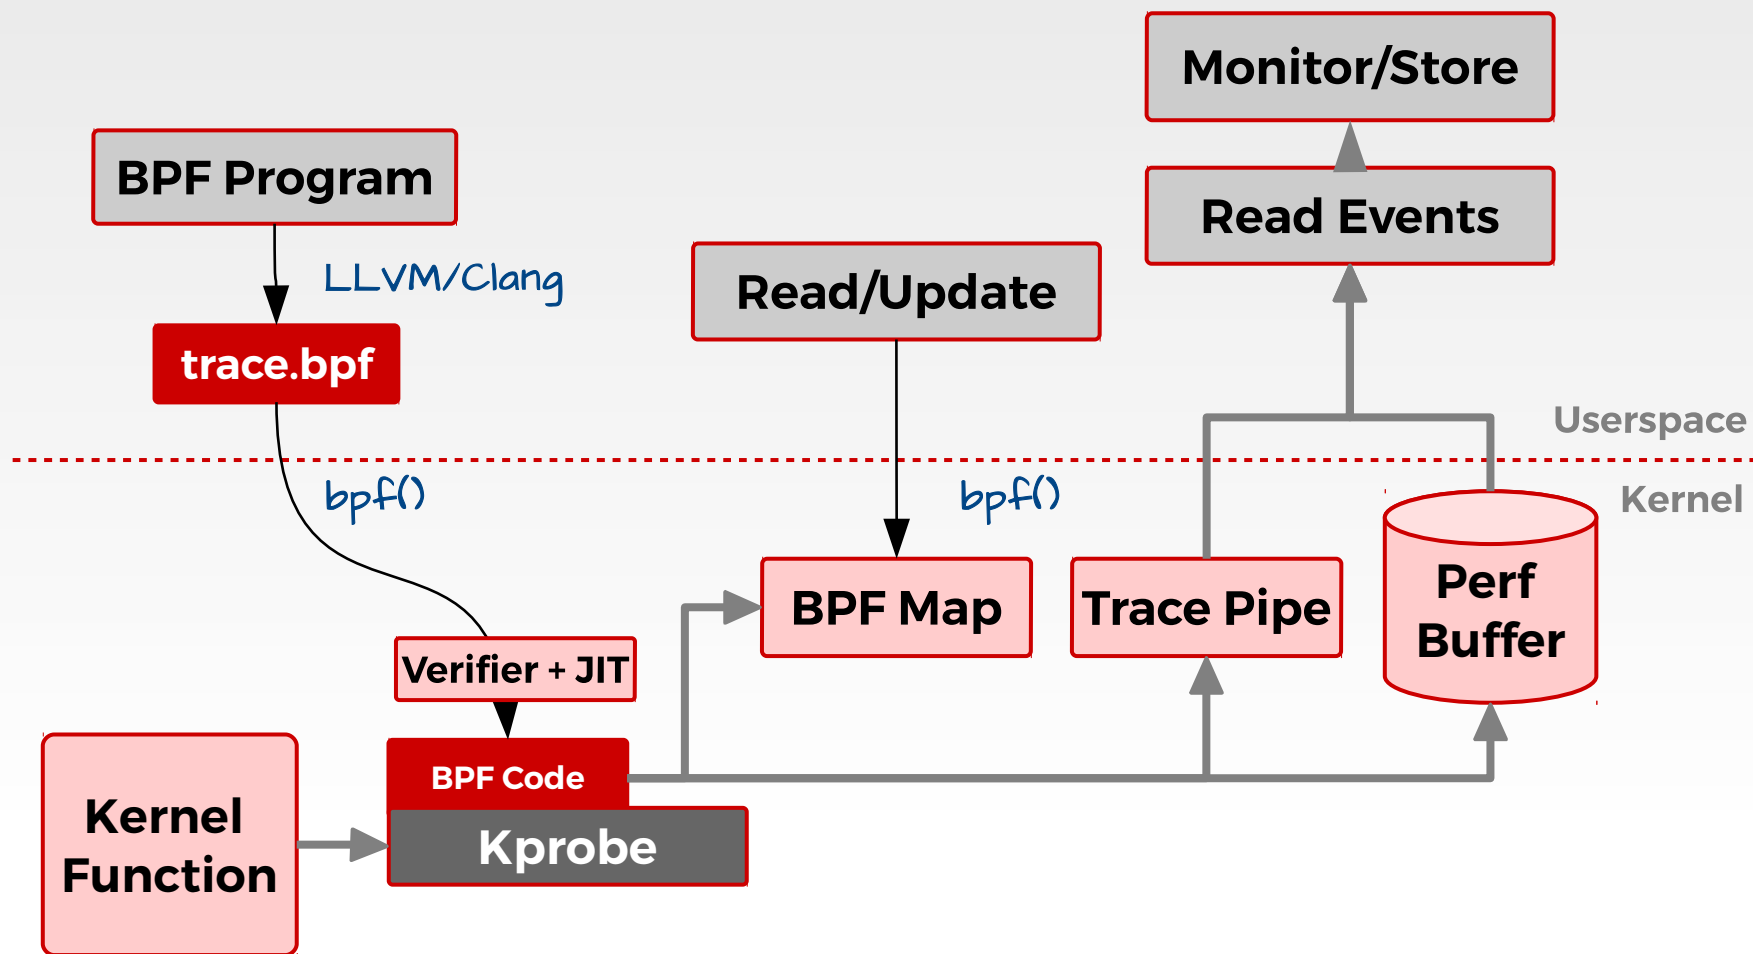 Monitor/Store
BPF Program
Read Events
LLVM/Clang
Read/Update
trace.bpf
Userspace
bpf()
bpf()
Kernel
BPF Map
Trace Pipe
Perf
Buffer
Verifier + JIT
BPF Code
Kernel
Function
Kprobe